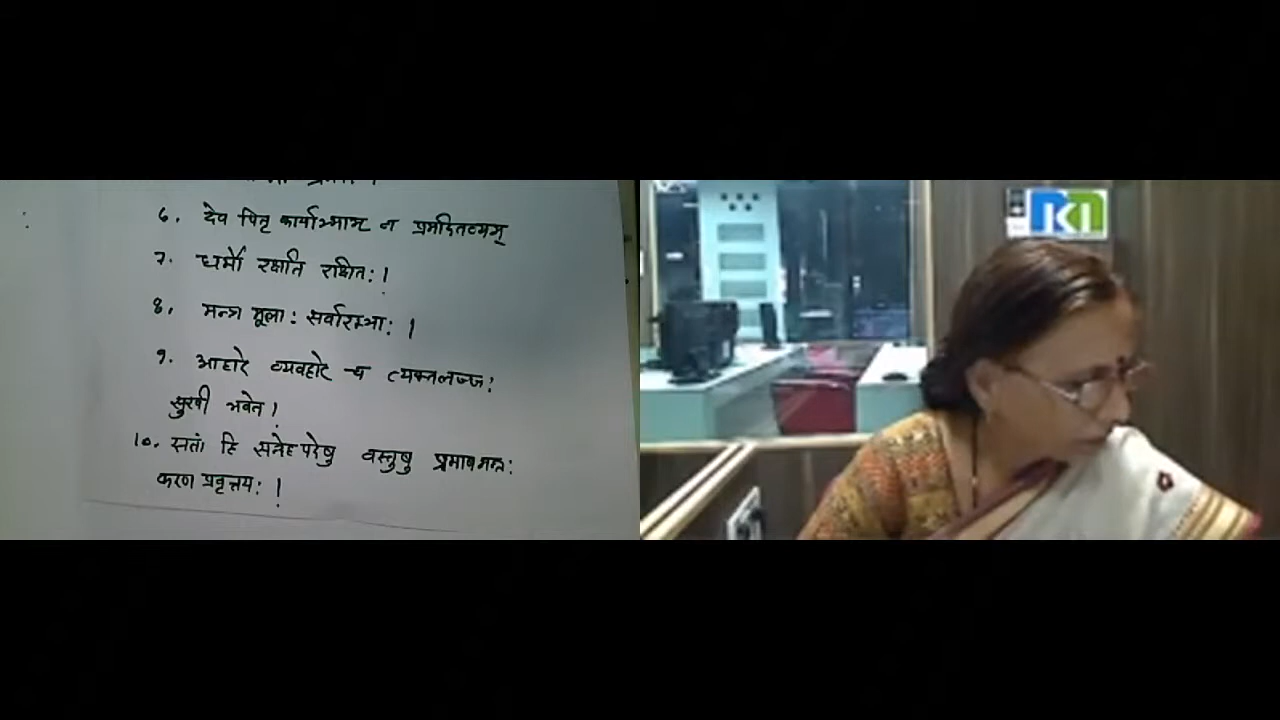 ६. देव पितृ कार्याभ्याम् न प्रमदितव्यम्
७. धर्मो रक्षति रक्षितः।
८. मन्त्र मूलाः सर्वारम्भाः।
९. आहारे व्यवहारे च त्यक्तलज्जः
सुखी भवेत।
१०. सतां हि सन्देहपदेषु वस्तुषु प्रमाणमन्तः
करण प्रवृत्तयः।
RKN